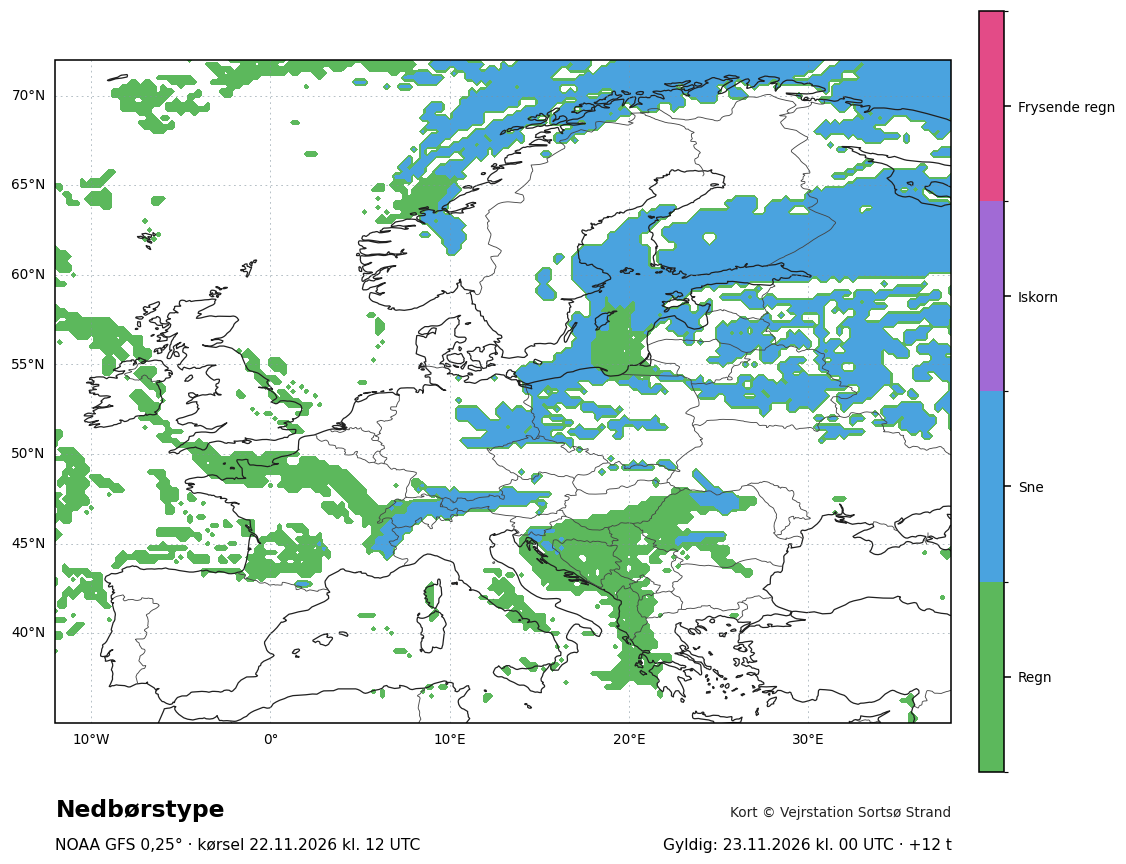 70°N
65°N
60°N
55°N
50°N
45°N
40°N
10°W
0°
10°E
20°E
30°E
Frysende regn
Iskorn
Sne
Regn
Nedbørstype
Kort © Vejrstation Sortsø Strand
NOAA GFS 0,25° · kørsel 22.11.2026 kl. 12 UTC
Gyldig: 23.11.2026 kl. 00 UTC · +12 t